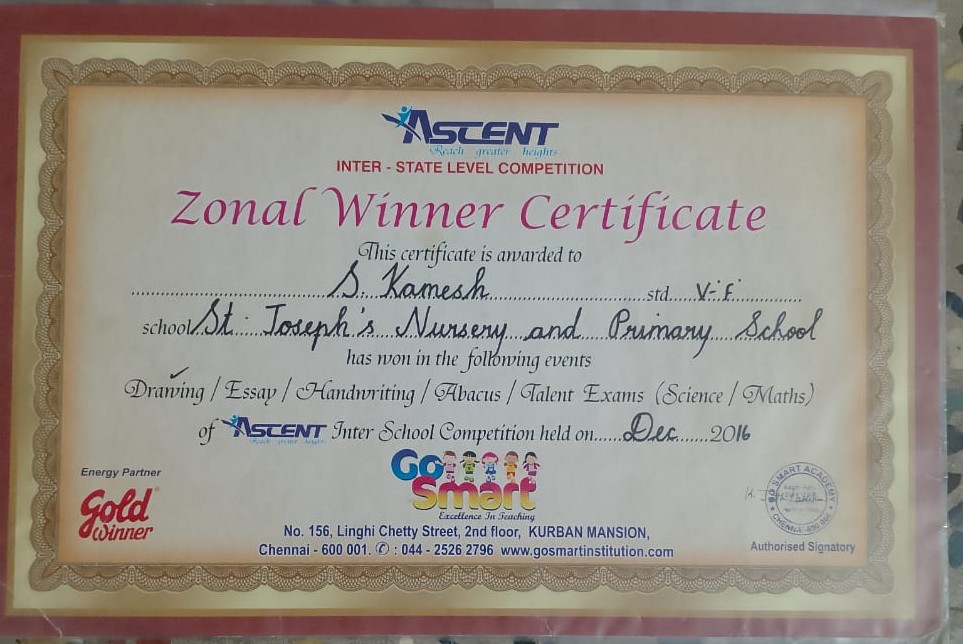 ASCENT
Reach greater heights
INTER - STATE LEVEL COMPETITION
Zonal Winner Certificate
This certificate is awarded to
S. Kamesh std V-'F'
school St. Joseph's Nursery and Primary School
has won in the following events
Drawing / Essay / Handwriting / Abacus / Talent Exams (Science / Maths)
of ASCENT Reach greater heights Inter School Competition held on......Dec.......2016
Energy Partner
Gold Winner
Go Smart
Excellence In Teaching
No. 156, Linghi Chetty Street, 2nd floor, KURBAN MANSION,
Chennai - 600 001. ✆ : 044 - 2526 2796 www.gosmartinstitution.com
GO SMART ACADEMY
CHENNAI
Authorised Signatory